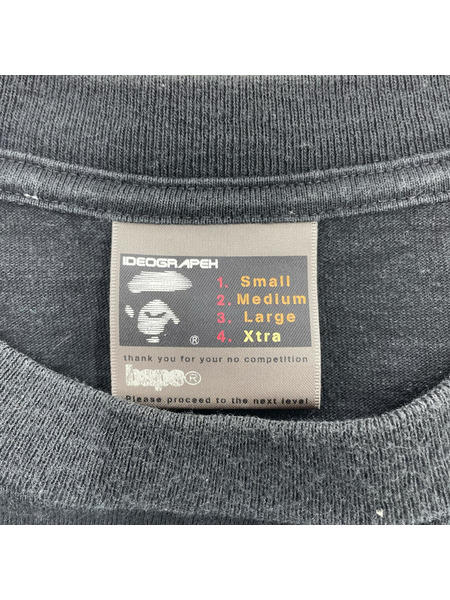 IDEOGRAPEH
1. Small
2. Medium
3. Large
4. Xtra
®
thank you for your no competition
bape®
Please proceed to the next level